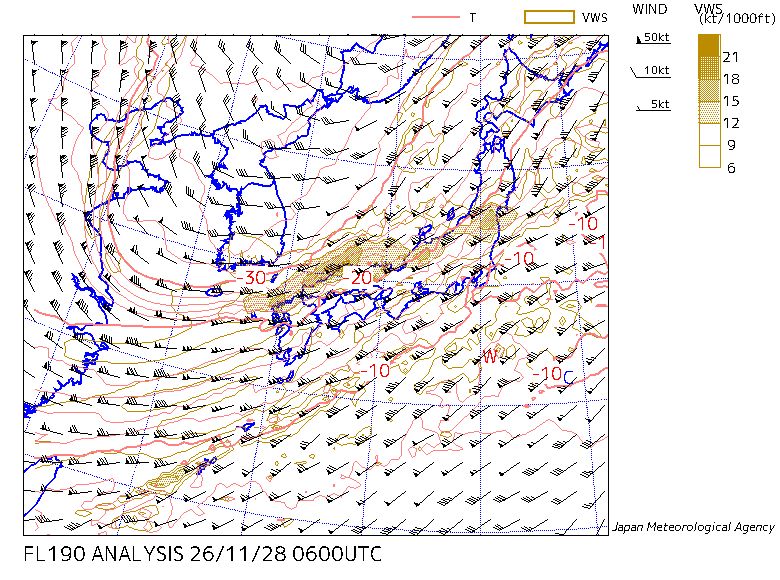 T
VWS
WIND
VWS
(kt/1000ft)
50kt
10kt
5kt
21
18
15
12
9
6
-10
-10
-30
-20
W
-10
-10
C
Japan Meteorological Agency
FL190 ANALYSIS 26/11/28 0600UTC